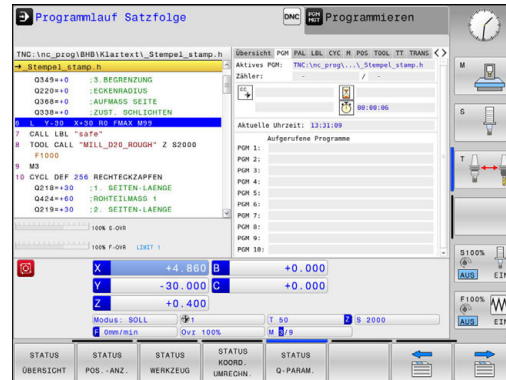 Programmlauf Satzfolge
DNC
PGM MGT
Programmieren
TNC:\nc_prog\BHB\Klartext\_Stempel_stamp.h
→_Stempel_stamp.h
Q349=+0 ;3.BEGRENZUNG
Q220=+0 ;ECKENRADIUS
Q368=+0 ;AUFMASS SEITE
Q338=+0 ;ZUST. SCHLICHTEN
6 L Y-30 X+30 R0 FMAX M99
7 CALL LBL "safe"
8 TOOL CALL "MILL_D20_ROUGH" Z S2000
F1000
9 M3
10 CYCL DEF 256 RECHTECKZAPFEN
Q218=+30 ;1. SEITEN-LAENGE
Q424=+60 ;ROHTEILMASS 1
Q219=+30 ;2. SEITEN-LAENGE
100% G-OVR
100% F-OVR LIMIT 1
Übersicht PGM PAL LBL CYC M POS TOOL TT TRANS
Aktives PGM: TNC:\nc_prog\...\_Stempel_stamp.h
Zähler: - / -
CC
00:00:06
Aktuelle Uhrzeit: 13:31:09
Aufgerufene Programme
PGM 1:
PGM 2:
PGM 3:
PGM 4:
PGM 5:
PGM 6:
PGM 7:
PGM 8:
PGM 9:
PGM 10:
X +4.860 B +0.000
Y -30.000 C +0.000
Z +0.400
Modus: SOLL 1 T 50 Z S 2000
F 0mm/min Ovr 100% M 3/9
M
S
T
S100%
AUS EIN
F100%
AUS EIN
STATUS ÜBERSICHT
STATUS POS.-ANZ.
STATUS WERKZEUG
STATUS KOORD. UMRECHN.
STATUS Q-PARAM.